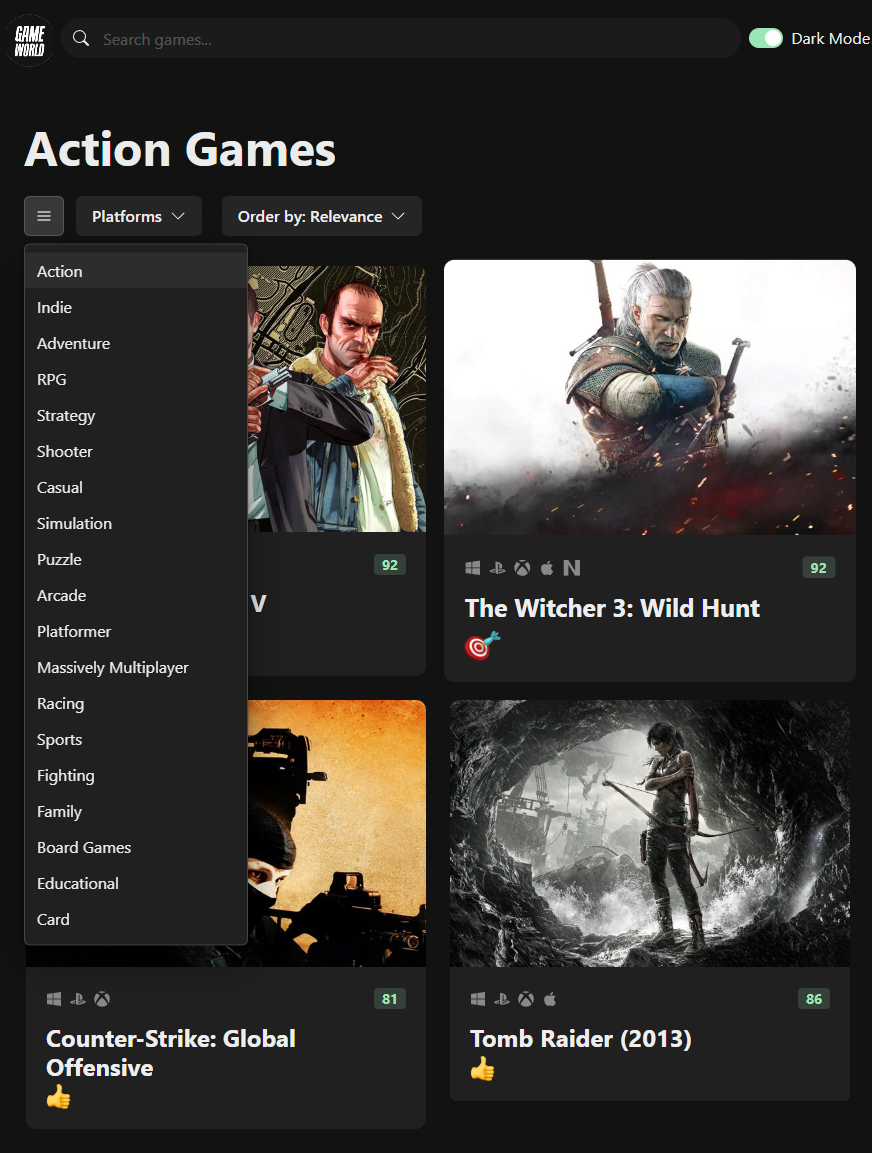 GAME
WORLD
Search games...
Dark Mode
Action Games
Platforms
Order by: Relevance
Action
Indie
Adventure
RPG
Strategy
Shooter
Casual
Simulation
Puzzle
Arcade
Platformer
Massively Multiplayer
Racing
Sports
Fighting
Family
Board Games
Educational
Card
92
V
92
The Witcher 3: Wild Hunt
81
Counter-Strike: Global
Offensive
86
Tomb Raider (2013)